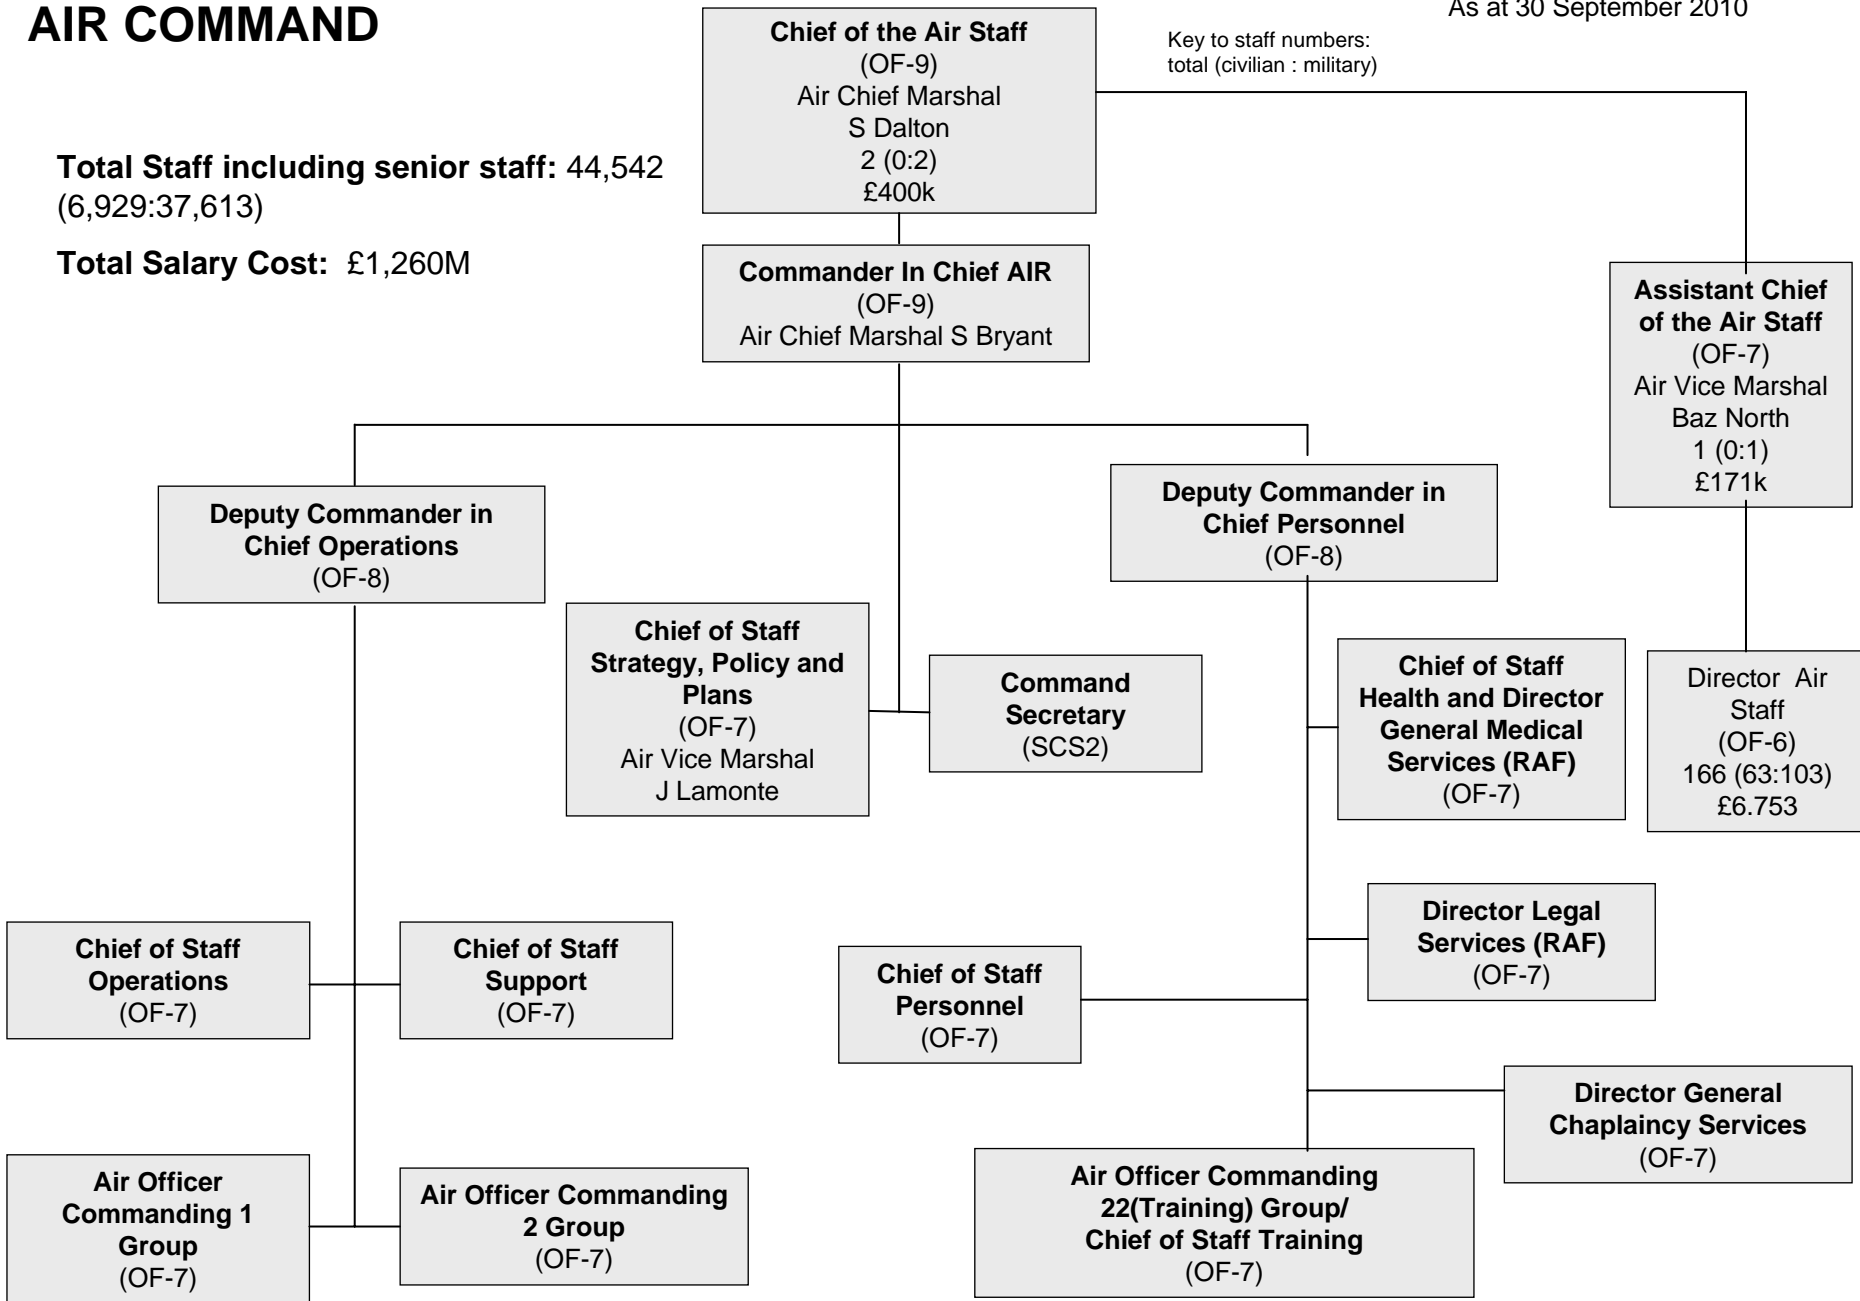 AIR COMMAND
As at 30 September 2010
Key to staff numbers:
total (civilian : military)
Total Staff including senior staff: 44,542
(6,929:37,613)
Total Salary Cost: £1,260M
Chief of the Air Staff
(OF-9)
Air Chief Marshal
S Dalton
2 (0:2)
£400k
Commander In Chief AIR
(OF-9)
Air Chief Marshal S Bryant
Assistant Chief
of the Air Staff
(OF-7)
Air Vice Marshal
Baz North
1 (0:1)
£171k
Deputy Commander in
Chief Operations
(OF-8)
Deputy Commander in
Chief Personnel
(OF-8)
Chief of Staff
Strategy, Policy and
Plans
(OF-7)
Air Vice Marshal
J Lamonte
Command
Secretary
(SCS2)
Chief of Staff
Health and Director
General Medical
Services (RAF)
(OF-7)
Director Air
Staff
(OF-6)
166 (63:103)
£6.753
Chief of Staff
Operations
(OF-7)
Chief of Staff
Support
(OF-7)
Chief of Staff
Personnel
(OF-7)
Director Legal
Services (RAF)
(OF-7)
Director General
Chaplaincy Services
(OF-7)
Air Officer
Commanding 1
Group
(OF-7)
Air Officer Commanding
2 Group
(OF-7)
Air Officer Commanding
22(Training) Group/
Chief of Staff Training
(OF-7)